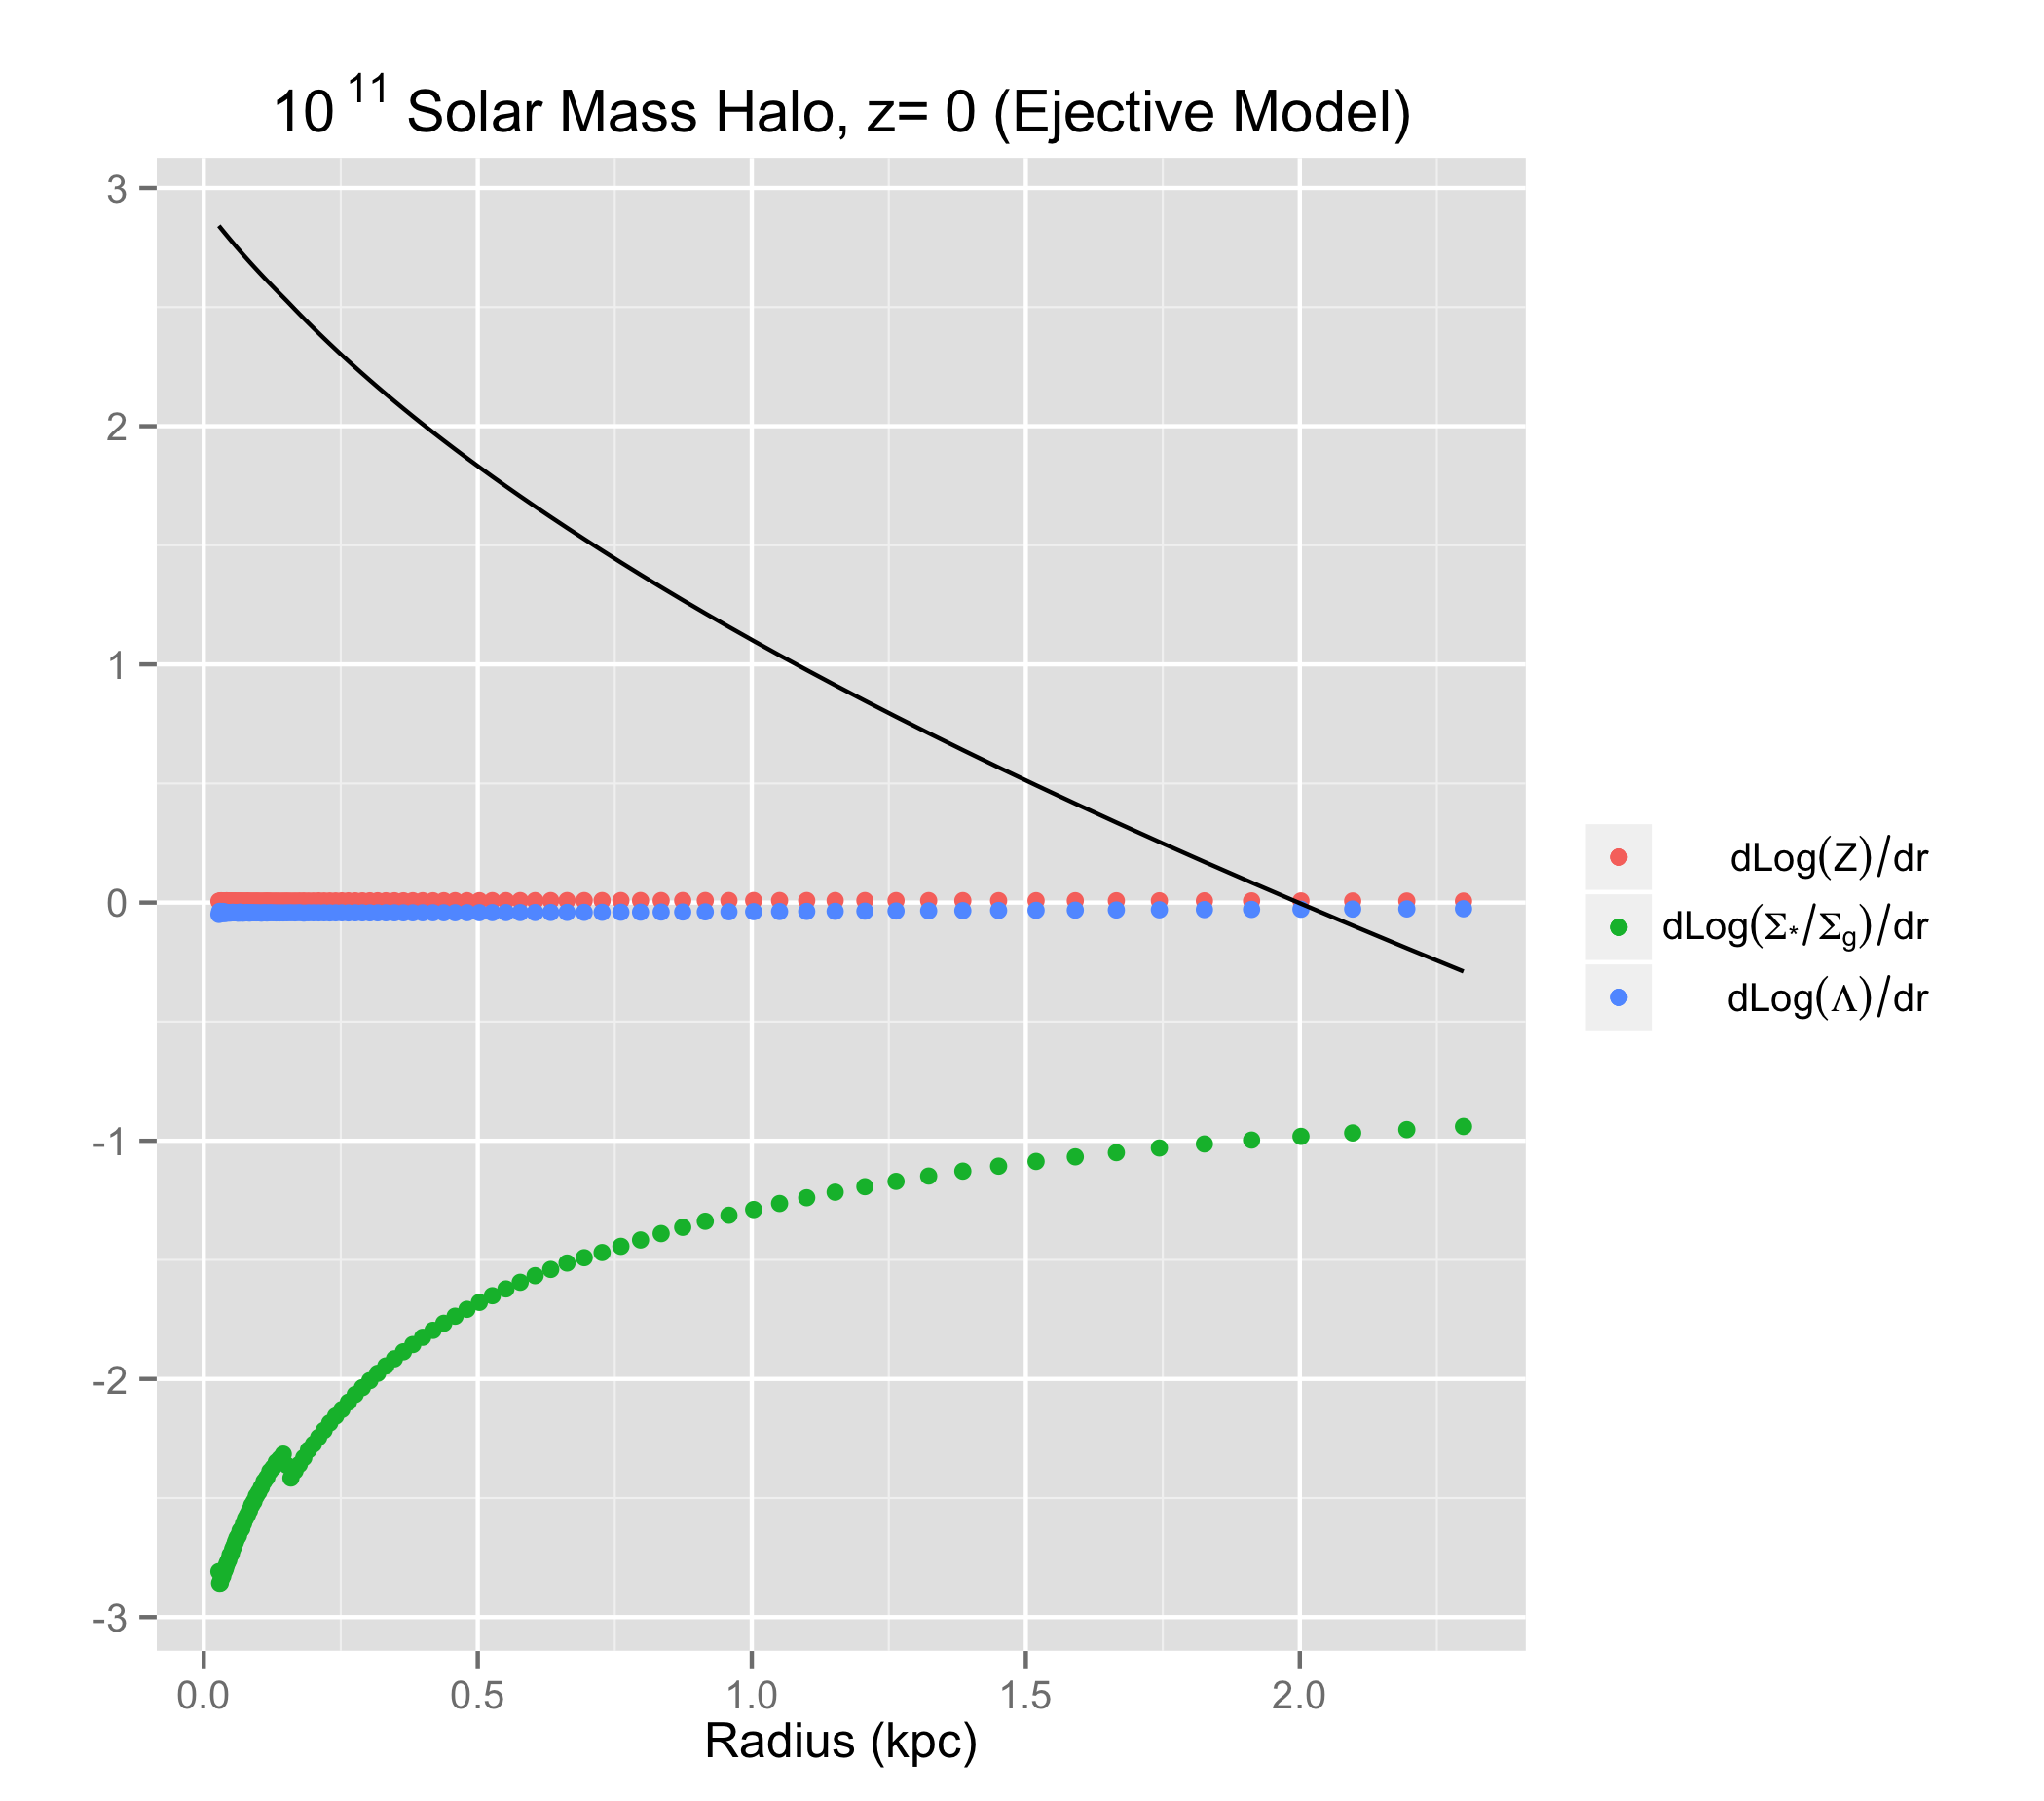 10 11 Solar Mass Halo, z= 0 (Ejective Model)
3
2
1
0
-1
-2
-3
0.0 0.5 1.0 1.5 2.0
Radius (kpc)
dLog(Z)/dr
dLog(Σ*/Σg)/dr
dLog(Λ)/dr